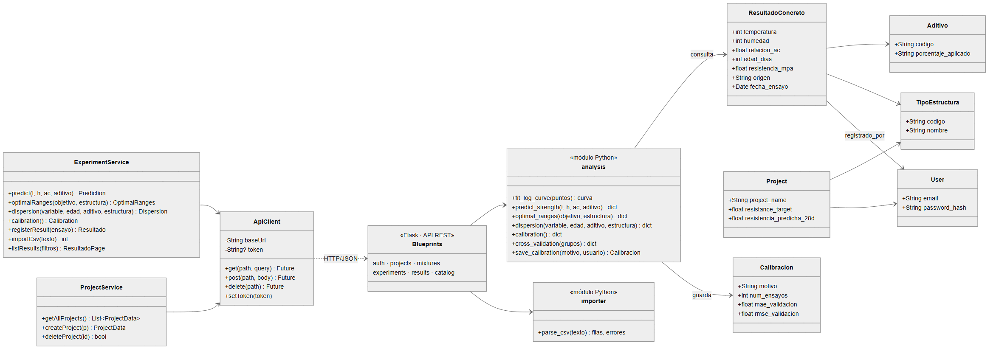 ExperimentService
+predict(t, h, ac, aditivo) : Prediction
+optimalRanges(objetivo, estructura) : OptimalRanges
+dispersion(variable, edad, aditivo, estructura) : Dispersion
+calibration() : Calibration
+registerResult(ensayo) : Resultado
+importCsv(texto) : int
+listResults(filtros) : ResultadoPage
ProjectService
+getAllProjects() : List<ProjectData>
+createProject(p) : ProjectData
+deleteProject(id) : bool
ApiClient
-String baseUrl
-String? token
+get(path, query) : Future
+post(path, body) : Future
+delete(path) : Future
+setToken(token)
HTTP/JSON
«Flask · API REST»
Blueprints
auth · projects · mixtures
experiments · results · catalog
«módulo Python»
analysis
+fit_log_curve(puntos) : curva
+predict_strength(t, h, ac, aditivo) : dict
+optimal_ranges(objetivo, estructura) : dict
+dispersion(variable, edad, aditivo, estructura) : dict
+calibration() : dict
+cross_validation(grupos) : dict
+save_calibration(motivo, usuario) : Calibracion
«módulo Python»
importer
+parse_csv(texto) : filas, errores
consulta
guarda
ResultadoConcreto
+int temperatura
+int humedad
+float relacion_ac
+int edad_dias
+float resistencia_mpa
+String origen
+Date fecha_ensayo
Project
+String project_name
+float resistance_target
+float resistencia_predicha_28d
Calibracion
+String motivo
+int num_ensayos
+float mae_validacion
+float rmse_validacion
registrado_por
Aditivo
+String codigo
+String porcentaje_aplicado
TipoEstructura
+String codigo
+String nombre
User
+String email
+String password_hash